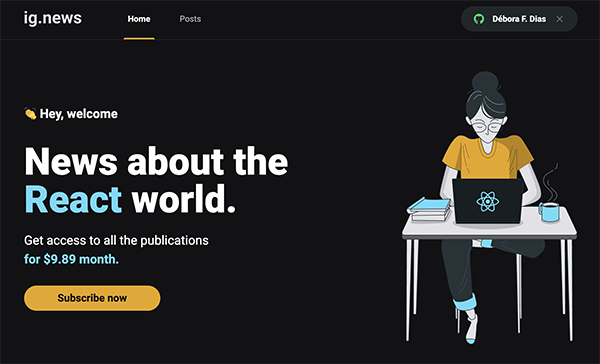 ig.news
Home
Posts
Débora F. Dias
👏 Hey, welcome
News about the
React world.
Get access to all the publications
for $9.89 month.
Subscribe now